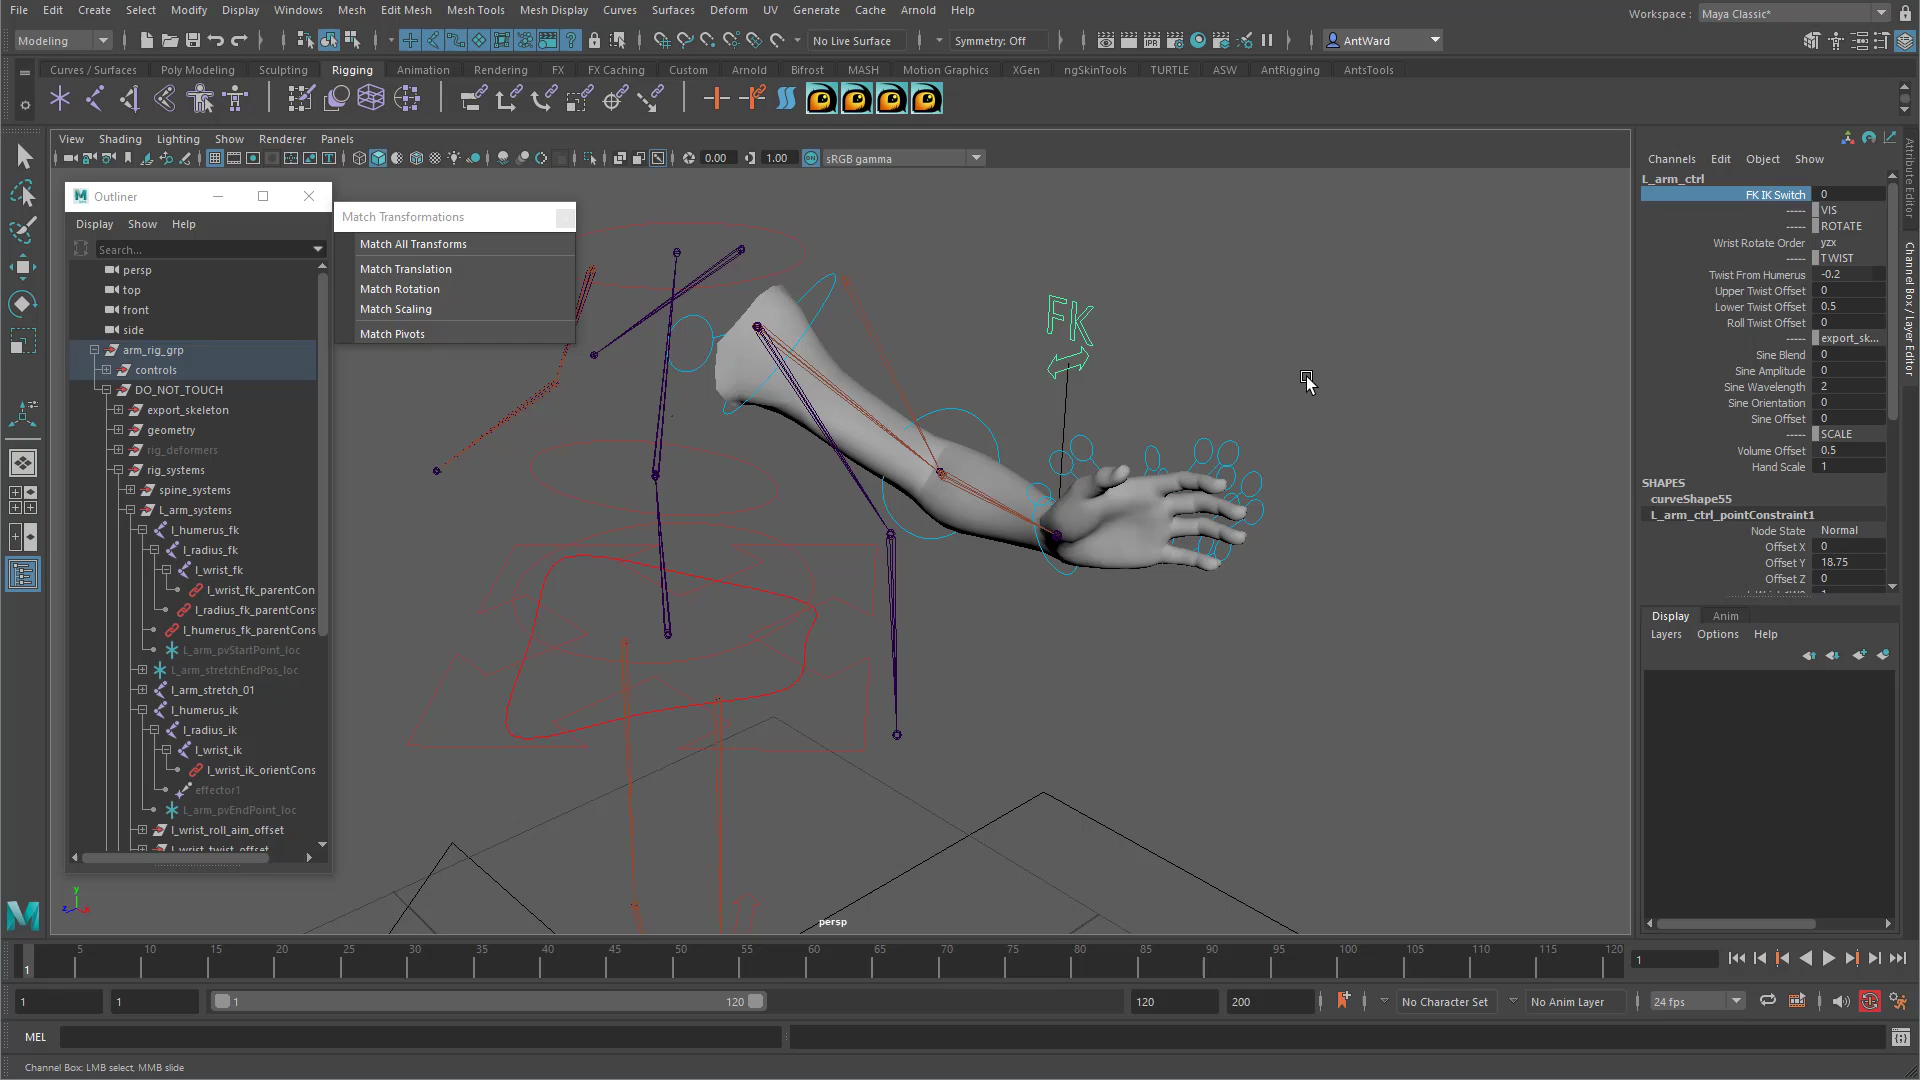 File Edit Create Select Modify Display Windows Mesh Edit Mesh Mesh Tools Mesh Display Curves Surfaces Deform UV Generate Cache Arnold Help
Workspace : Maya Classic*
Modeling No Live Surface Symmetry: Off AntWard
Curves / Surfaces Poly Modeling Sculpting Rigging Animation Rendering FX FX Caching Custom Arnold Bifrost MASH Motion Graphics XGen ngSkinTools TURTLE ASW AntRigging AntsTools
IPR
View Shading Lighting Show Renderer Panels
0.00 1.00 ON sRGB gamma
Outliner
Display Show Help
Search...
persp
top
front
side
arm_rig_grp
controls
DO_NOT_TOUCH
export_skeleton
geometry
rig_deformers
rig_systems
spine_systems
L_arm_systems
l_humerus_fk
l_radius_fk
l_wrist_fk
l_wrist_fk_parentCon
l_radius_fk_parentCons
l_humerus_fk_parentCons
L_arm_pvStartPoint_loc
L_arm_stretchEndPos_loc
l_arm_stretch_01
l_humerus_ik
l_radius_ik
l_wrist_ik
l_wrist_ik_orientCons
effector1
L_arm_pvEndPoint_loc
l_wrist_roll_aim_offset
l_wrist_twist_offset
Match Transformations
Match All Transforms
Match Translation
Match Rotation
Match Scaling
Match Pivots
FK
persp
y
z
Channels Edit Object Show
L_arm_ctrl
FK IK Switch 0
----- VIS
----- ROTATE
Wrist Rotate Order yzx
----- TWIST
Twist From Humerus -0.2
Upper Twist Offset 0
Lower Twist Offset 0.5
Roll Twist Offset 0
----- export_sk...
Sine Blend 0
Sine Amplitude 0
Sine Wavelength 2
Sine Orientation 0
Sine Offset 0
----- SCALE
Volume Offset 0.5
Hand Scale 1
SHAPES
curveShape55
L_arm_ctrl_pointConstraint1
Node State Normal
Offset X 0
Offset Y 18.75
Offset Z 0
Attribute Editor
Channel Box / Layer Editor
Display Anim
Layers Options Help
5 10 15 20 25 30 35 40 45 50 55 60 65 70 75 80 85 90 95 100 105 110 115 120
1
1
1 1 1 120 120 200 No Character Set No Anim Layer 24 fps
MEL
Channel Box: LMB select, MMB slide